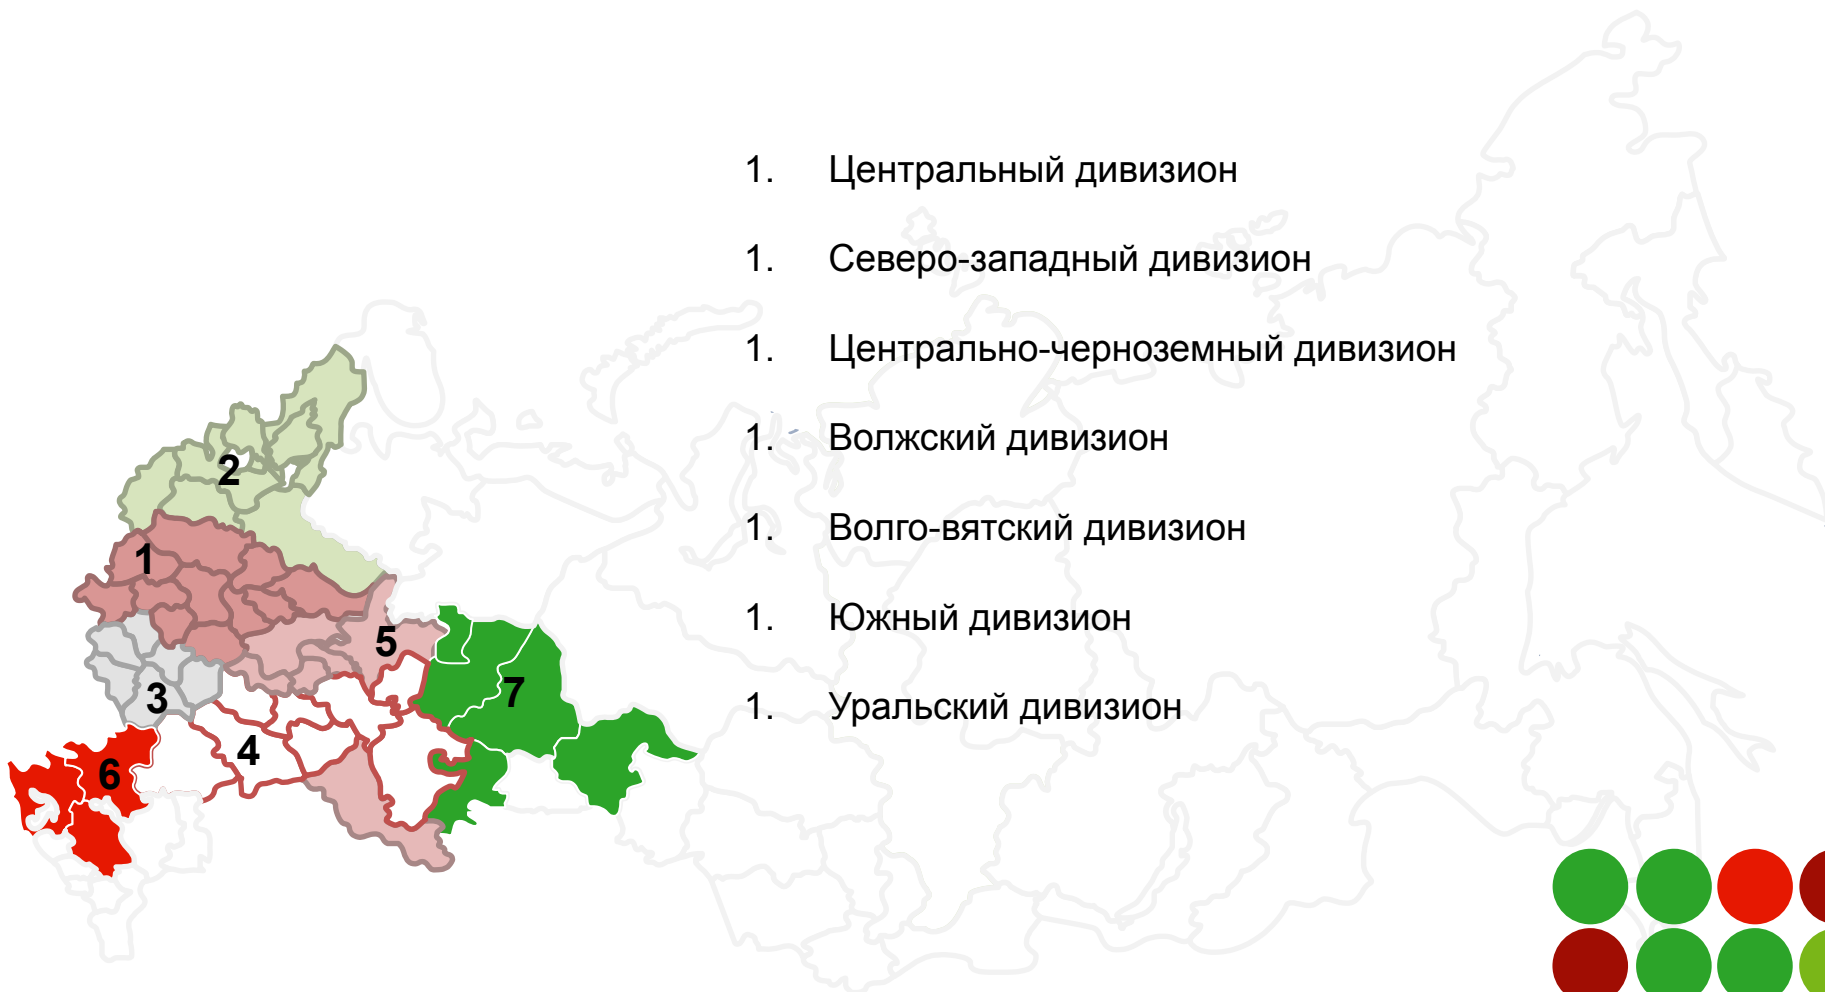 1. Центральный дивизион
1. Северо-западный дивизион
1. Центрально-черноземный дивизион
1. Волжский дивизион
1. Волго-вятский дивизион
1. Южный дивизион
1. Уральский дивизион
2
1
5
3
7
4
6